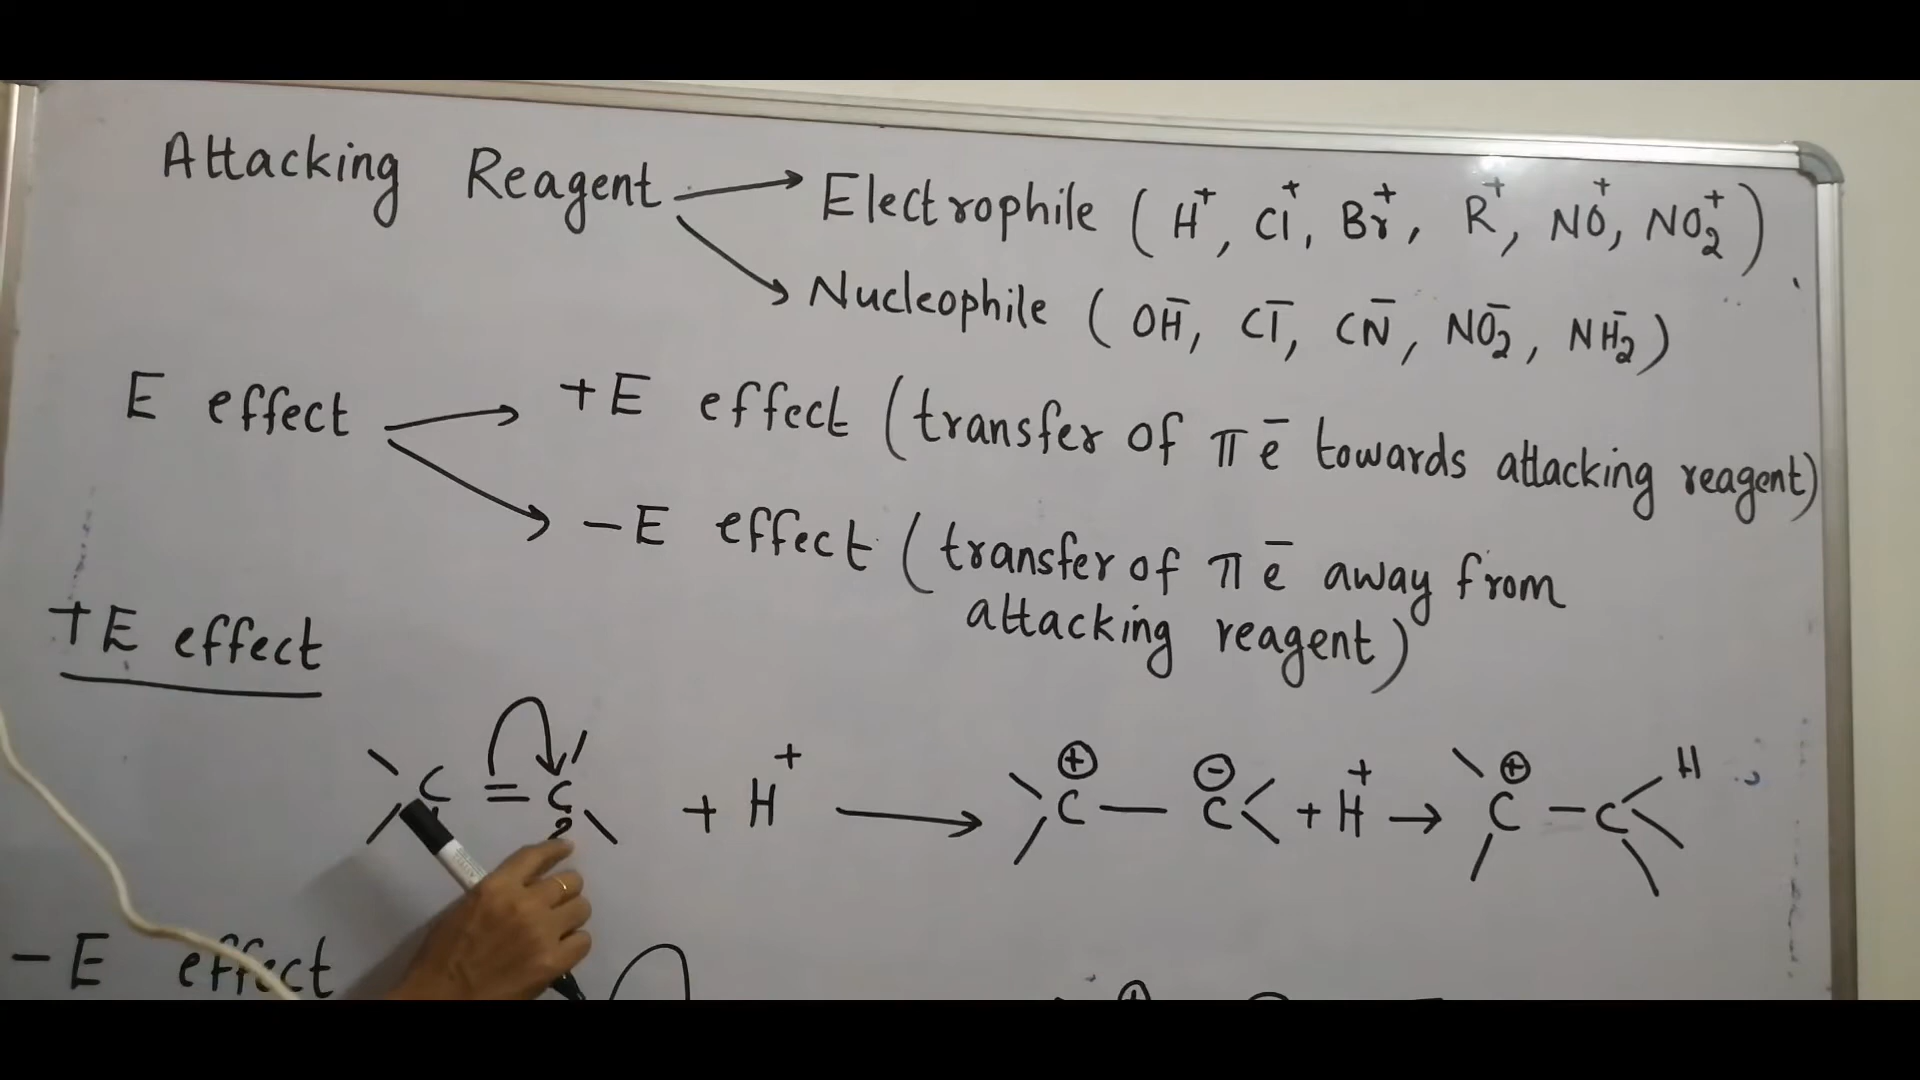 Attacking Reagent → Electrophile ( H⁺, Cl⁺, Br⁺, R⁺, NO⁺, NO₂⁺ )
→ Nucleophile ( OH⁻, Cl⁻, CN⁻, NO₂⁻, NH₂⁻ )
E effect → +E effect ( transfer of π e⁻ towards attacking reagent )
→ −E effect ( transfer of π e⁻ away from
attacking reagent )
+E effect
C = C + H⁺ → C⊕ — C⊖ + H⁺ → C⊕ — C H
−E effect